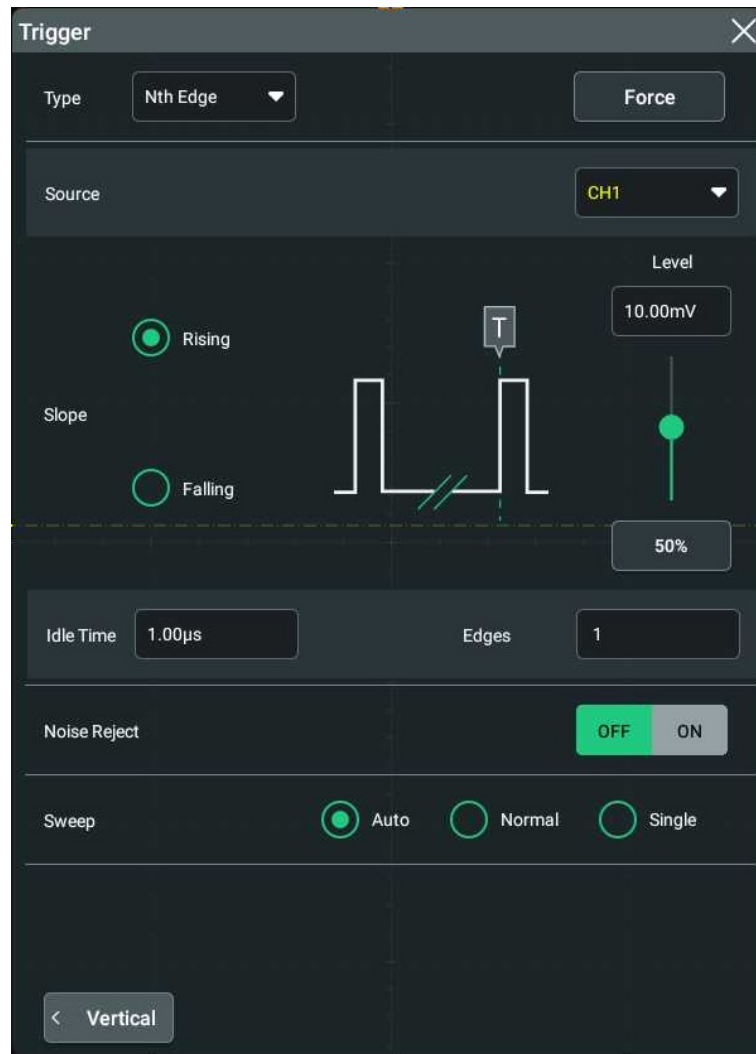 Trigger
Type
Nth Edge
Force
Source
CH1
Level
10.00mV
T
Rising
Slope
Falling
50%
Idle Time
1.00µs
Edges
1
Noise Reject
OFF
ON
Sweep
Auto
Normal
Single
Vertical